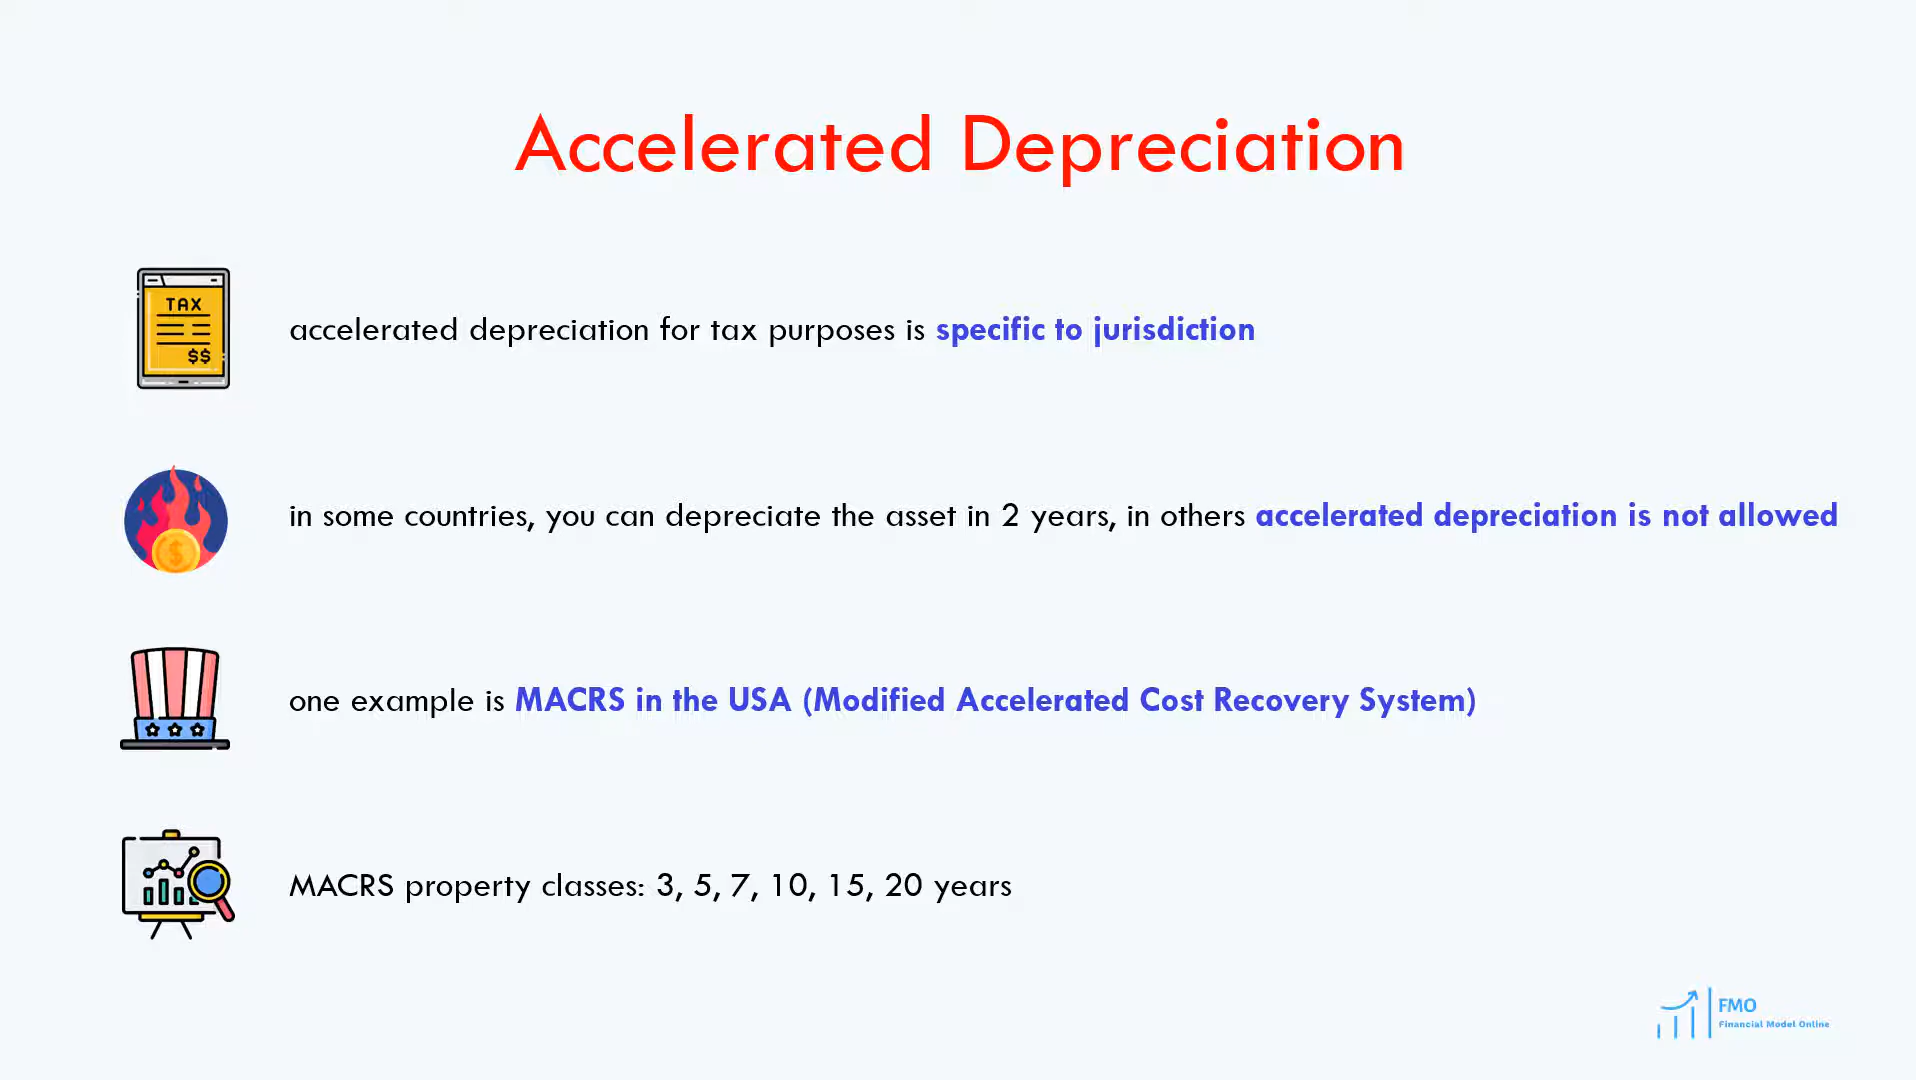 Accelerated Depreciation
TAX
$$
accelerated depreciation for tax purposes is specific to jurisdiction
$
in some countries, you can depreciate the asset in 2 years, in others accelerated depreciation is not allowed
one example is MACRS in the USA (Modified Accelerated Cost Recovery System)
MACRS property classes: 3, 5, 7, 10, 15, 20 years
FMO
Financial Model Online